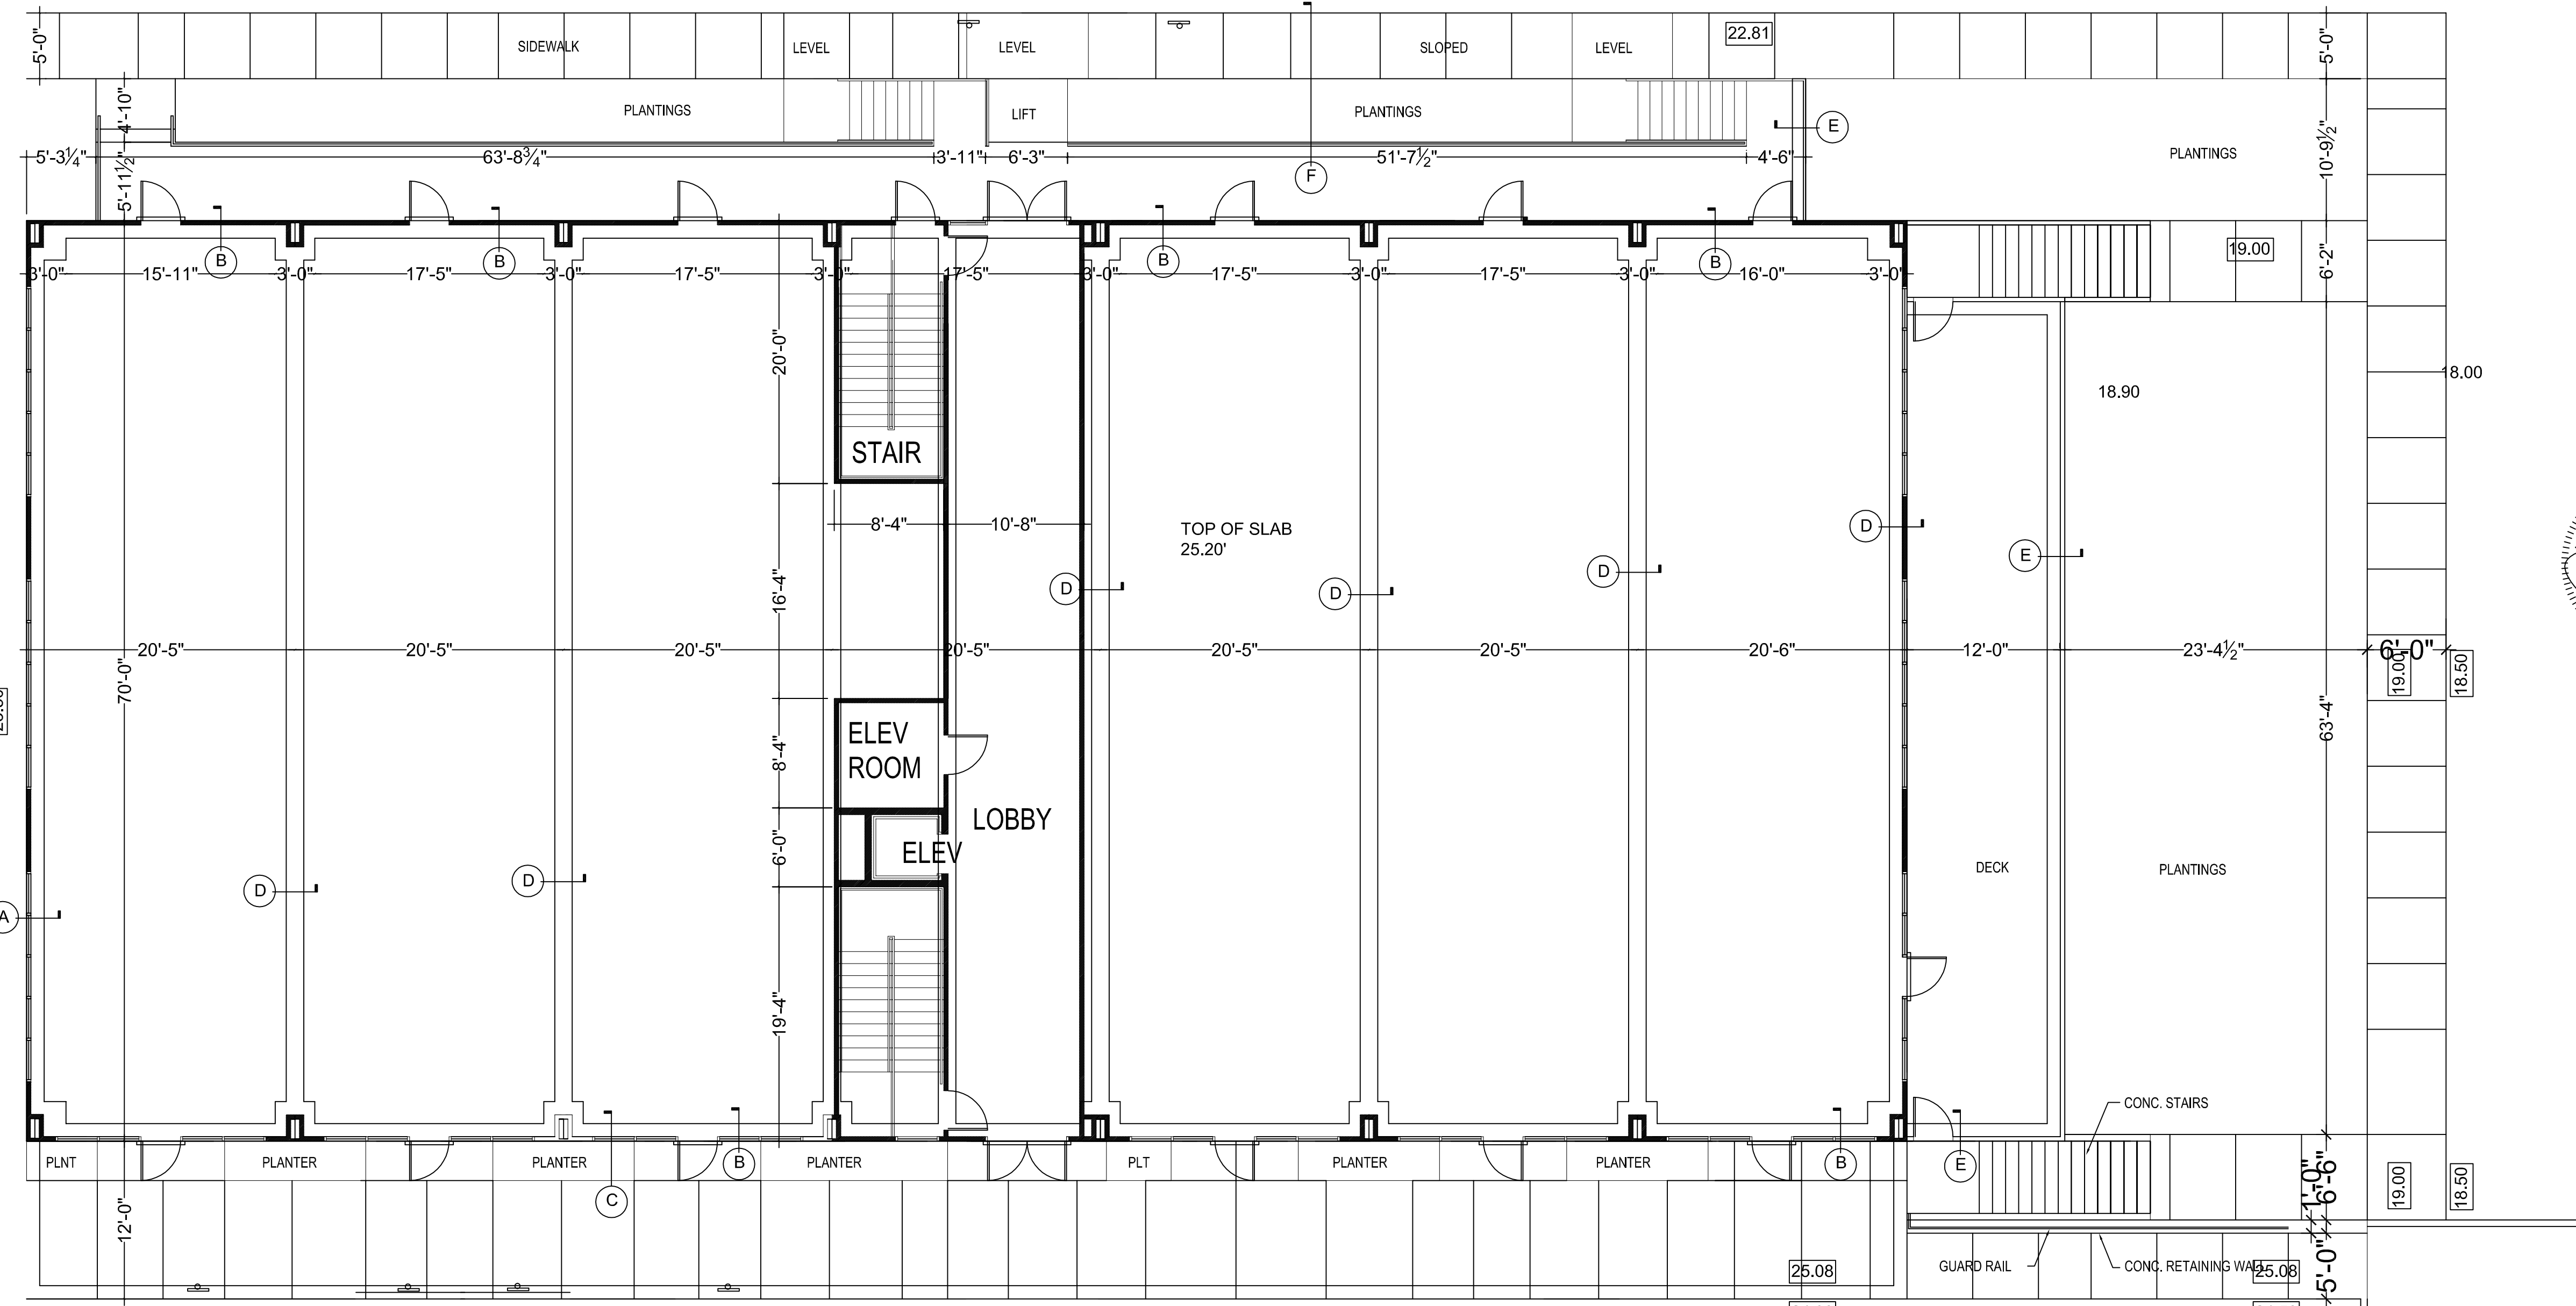 5'-0"
SIDEWALK
LEVEL
LEVEL
SLOPED
LEVEL
22.81
5'-0"
4'-10"
PLANTINGS
LIFT
PLANTINGS
E
10'-9½"
PLANTINGS
5'-3¼"
5'-11½"
63'-8¾"
3'-11"
6'-3"
51'-7½"
4'-6"
F
B
B
B
B
19.00
6'-2"
3'-0"
15'-11"
3'-0"
17'-5"
3'-0"
17'-5"
3'-0"
17'-5"
3'-0"
17'-5"
3'-0"
17'-5"
3'-0"
16'-0"
3'-0"
20'-0"
18.00
18.90
STAIR
8'-4"
10'-8"
TOP OF SLAB
25.20'
D
E
D
D
D
16'-4"
20'-5"
20'-5"
20'-5"
20'-5"
20'-5"
20'-5"
20'-6"
12'-0"
23'-4½"
6'-0"
70'-0"
19.00
18.50
63'-4"
ELEV
ROOM
8'-4"
LOBBY
6'-0"
ELEV
DECK
PLANTINGS
D
D
A
19'-4"
CONC. STAIRS
PLNT
PLANTER
PLANTER
B
PLANTER
PLT
PLANTER
PLANTER
B
E
C
1'-0"
6'-6"
19.00
18.50
12'-0"
25.08
GUARD RAIL
CONC. RETAINING WALL
25.08
5'-0"